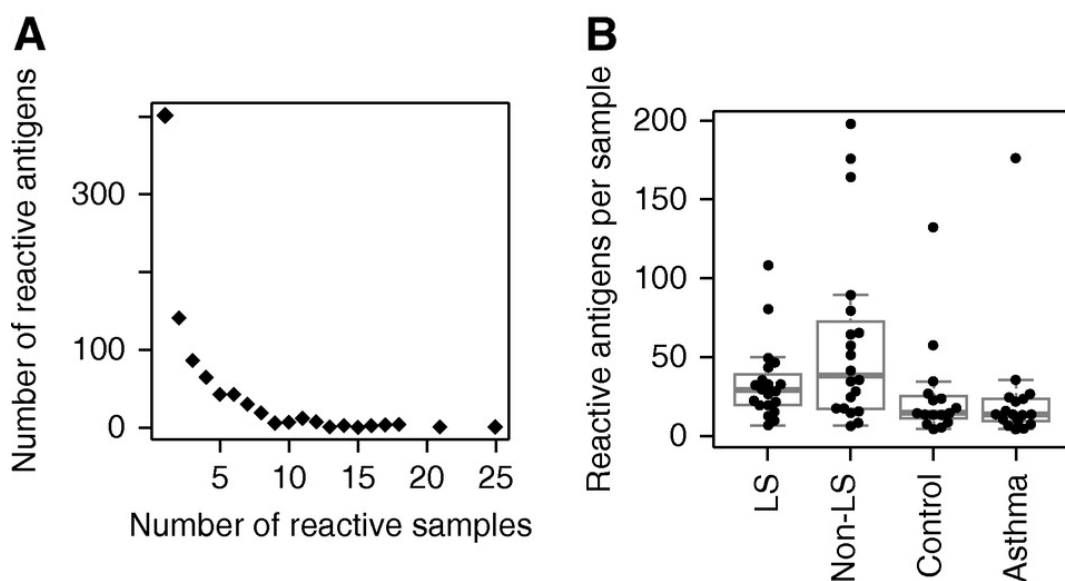 A
Number of reactive antigens
300
100
0
5 10 15 20 25
Number of reactive samples
B
Reactive antigens per sample
200
150
100
50
0
LS Non-LS Control Asthma